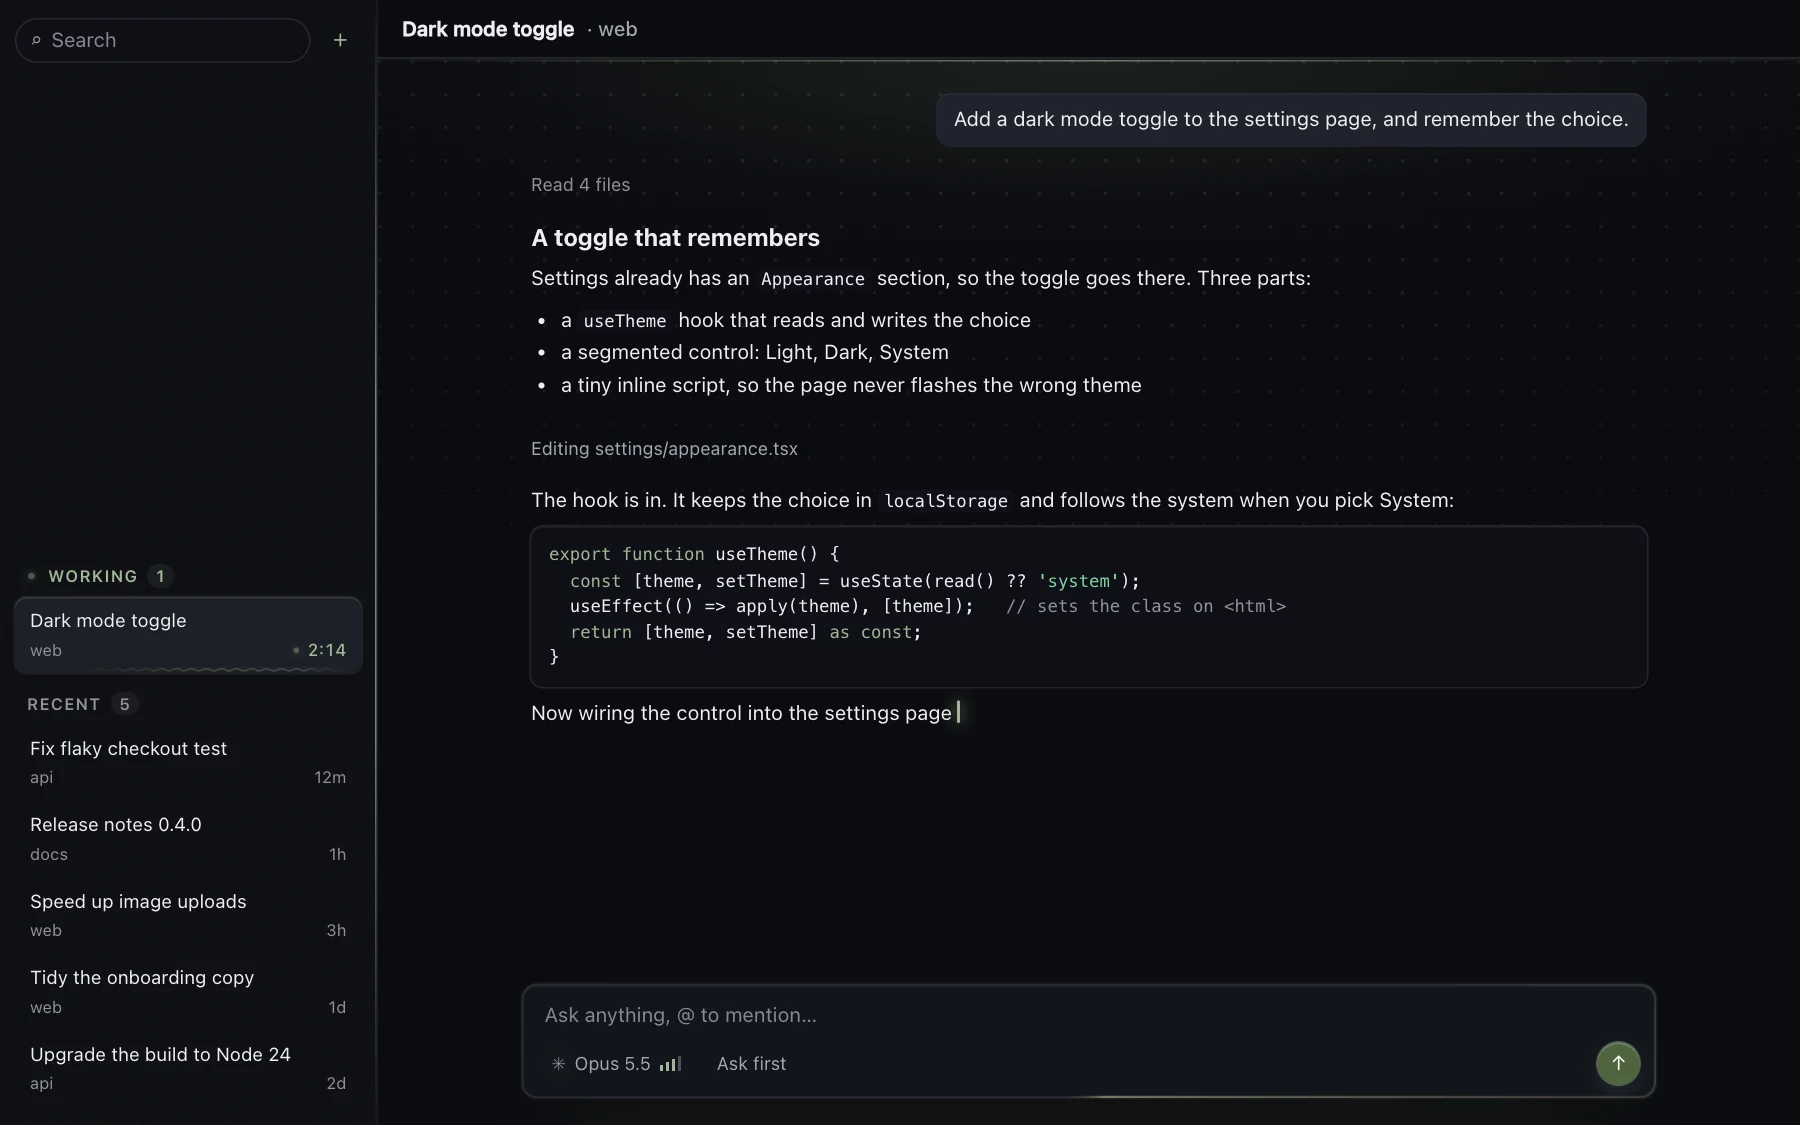 Search
+
WORKING 1
Dark mode toggle
web
2:14
RECENT 5
Fix flaky checkout test
api
12m
Release notes 0.4.0
docs
1h
Speed up image uploads
web
3h
Tidy the onboarding copy
web
1d
Upgrade the build to Node 24
api
2d
Dark mode toggle · web
Add a dark mode toggle to the settings page, and remember the choice.
Read 4 files
A toggle that remembers
Settings already has an Appearance section, so the toggle goes there. Three parts:
• a useTheme hook that reads and writes the choice
• a segmented control: Light, Dark, System
• a tiny inline script, so the page never flashes the wrong theme
Editing settings/appearance.tsx
The hook is in. It keeps the choice in localStorage and follows the system when you pick System:
export function useTheme() {
  const [theme, setTheme] = useState(read() ?? 'system');
  useEffect(() => apply(theme), [theme]);   // sets the class on <html>
  return [theme, setTheme] as const;
}
Now wiring the control into the settings page
Ask anything, @ to mention...
Opus 5.5
Ask first